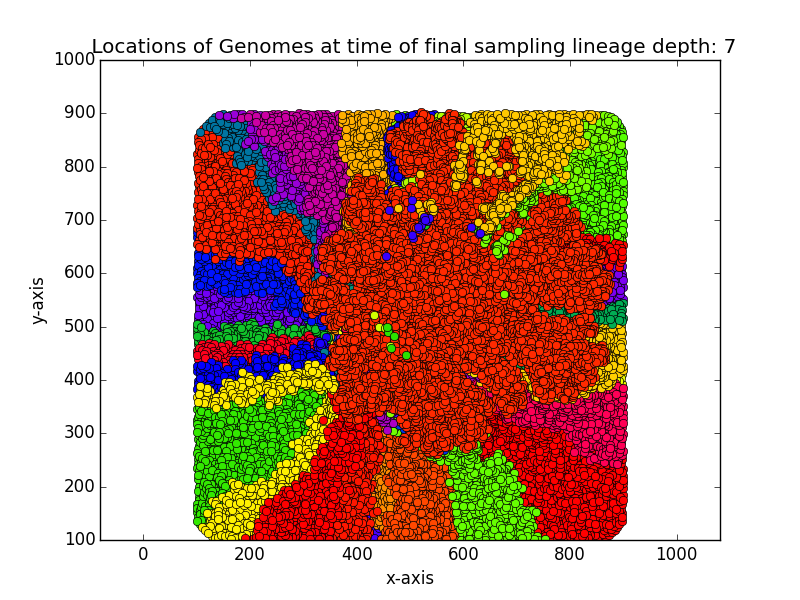 Locations of Genomes at time of final sampling lineage depth: 7
1000
900
800
700
600
500
400
300
200
100
y-axis
0 200 400 600 800 1000
x-axis